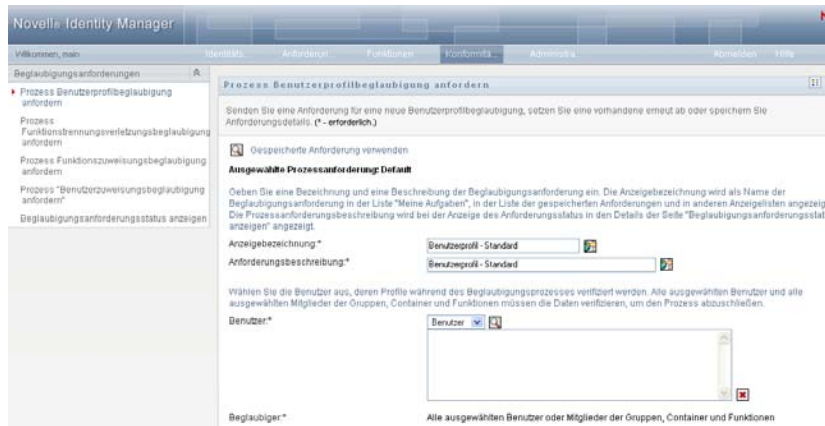 Novell® Identity Manager
Willkommen, main
Identitäts...
Anforderun...
Funktionen
Konformitä...
Administra...
Abmelden
Hilfe
Beglaubigungsanforderungen
Prozess Benutzerprofilbeglaubigung
anfordern
Prozess
Funktionstrennungsverletzungsbeglaubigung
anfordern
Prozess Funktionszuweisungsbeglaubigung
anfordern
Prozess "Benutzerzuweisungsbeglaubigung
anfordern"
Beglaubigungsanforderungsstatus anzeigen
Prozess Benutzerprofilbeglaubigung anfordern
Senden Sie eine Anforderung für eine neue Benutzerprofilbeglaubigung, setzen Sie eine vorhandene erneut ab oder speichern Sie
Anforderungsdetails. (* - erforderlich.)
Gespeicherte Anforderung verwenden
Ausgewählte Prozessanforderung: Default
Geben Sie eine Bezeichnung und eine Beschreibung der Beglaubigungsanforderung ein. Die Anzeigebezeichnung wird als Name der
Beglaubigungsanforderung in der Liste "Meine Aufgaben", in der Liste der gespeicherten Anforderungen und in anderen Anzeigelisten angezeig
Die Prozessanforderungsbeschreibung wird bei der Anzeige des Anforderungsstatus in den Details der Seite "Beglaubigungsanforderungsstat
anzeigen" angezeigt.
Anzeigebezeichnung:*
Benutzerprofil - Standard
Anforderungsbeschreibung:*
Benutzerprofil - Standard
Wählen Sie die Benutzer aus, deren Profile während des Beglaubigungsprozesses verifiziert werden. Alle ausgewählten Benutzer und alle
ausgewählten Mitglieder der Gruppen, Container und Funktionen müssen die Daten verifizieren, um den Prozess abzuschließen.
Benutzer:*
Benutzer
Beglaubiger:*
Alle ausgewählten Benutzer oder Mitglieder der Gruppen, Container und Funktionen